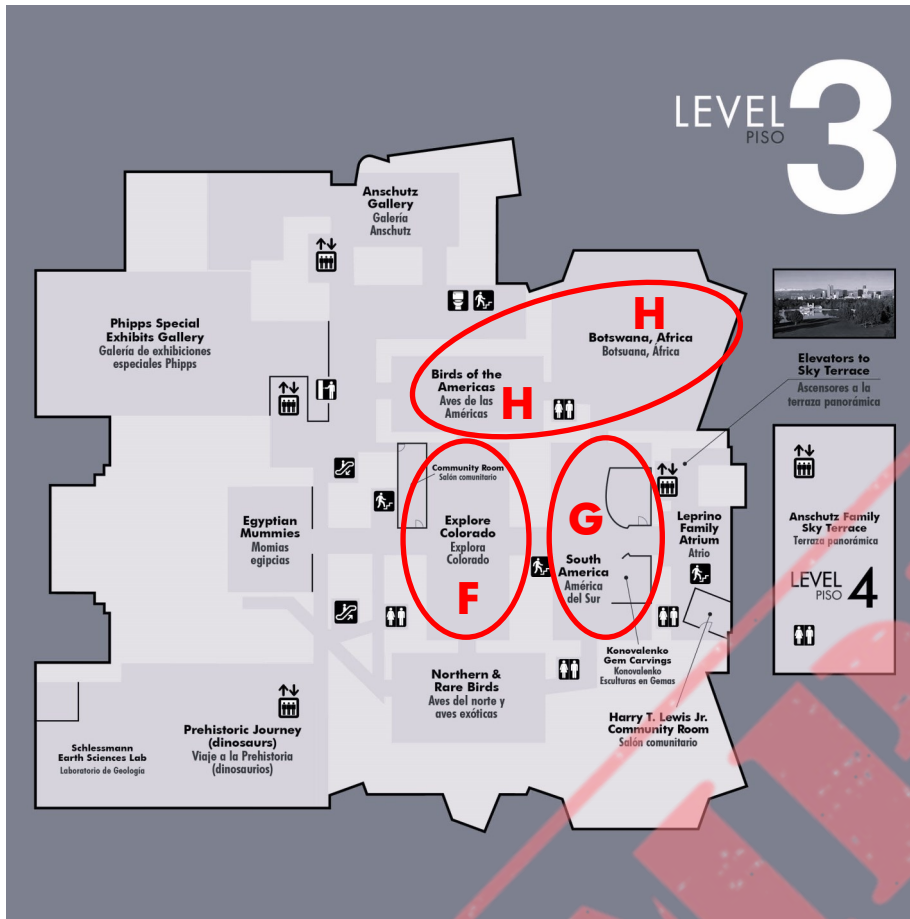 LEVEL
PISO
3
Anschutz
Gallery
Galería
Anschutz
Phipps Special
Exhibits Gallery
Galería de exhibiciones
especiales Phipps
H
Botswana, Africa
Botsuana, África
Birds of the
Americas
Aves de las
Américas
H
Elevators to
Sky Terrace
Ascensores a la
terraza panorámica
Community Room
Salón comunitario
Explore
Colorado
Explora
Colorado
F
G
South
America
América
del Sur
Leprino
Family
Atrium
Atrio
Egyptian
Mummies
Momias
egipcias
Anschutz Family
Sky Terrace
Terraza panorámica
LEVEL
PISO
4
Konovalenko
Gem Carvings
Konovalenko
Esculturas en Gemas
Northern &
Rare Birds
Aves del norte y
aves exóticas
Harry T. Lewis Jr.
Community Room
Salón comunitario
Prehistoric Journey
(dinosaurs)
Viaje a la Prehistoria
(dinosaurios)
Schlessmann
Earth Sciences Lab
Laboratorio de Geología